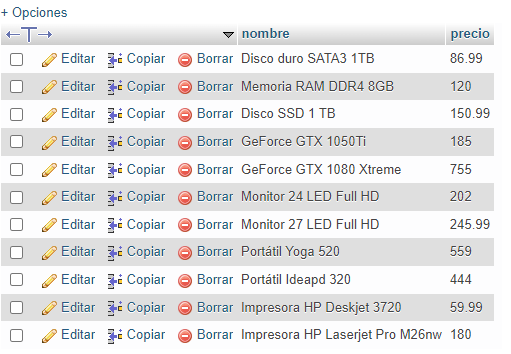 + Opciones
nombre precio
Editar Copiar Borrar Disco duro SATA3 1TB 86.99
Editar Copiar Borrar Memoria RAM DDR4 8GB 120
Editar Copiar Borrar Disco SSD 1 TB 150.99
Editar Copiar Borrar GeForce GTX 1050Ti 185
Editar Copiar Borrar GeForce GTX 1080 Xtreme 755
Editar Copiar Borrar Monitor 24 LED Full HD 202
Editar Copiar Borrar Monitor 27 LED Full HD 245.99
Editar Copiar Borrar Portátil Yoga 520 559
Editar Copiar Borrar Portátil Ideapd 320 444
Editar Copiar Borrar Impresora HP Deskjet 3720 59.99
Editar Copiar Borrar Impresora HP Laserjet Pro M26nw 180